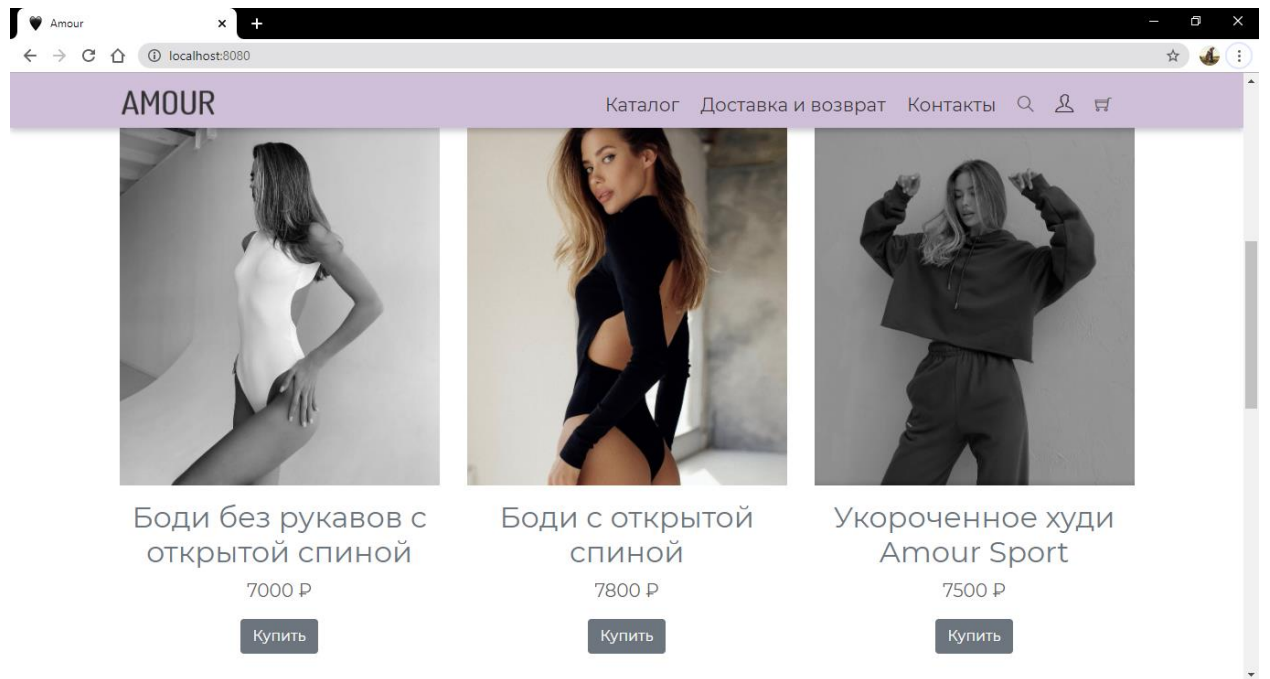 Amour
localhost:8080
AMOUR Каталог Доставка и возврат Контакты
Боди без рукавов с
открытой спиной
7000 ₽
Купить
Боди с открытой
спиной
7800 ₽
Купить
Укороченное худи
Amour Sport
7500 ₽
Купить